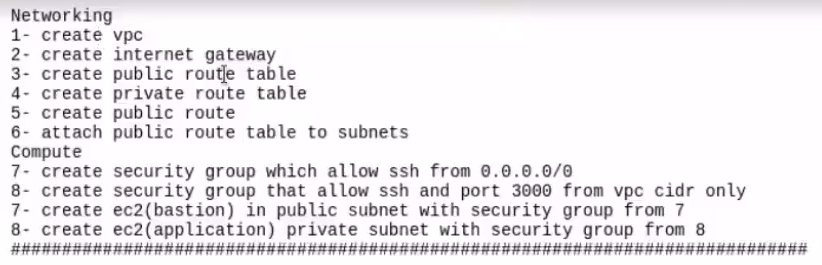 Networking
1- create vpc
2- create internet gateway
3- create public route table
4- create private route table
5- create public route
6- attach public route table to subnets
Compute
7- create security group which allow ssh from 0.0.0.0/0
8- create security group that allow ssh and port 3000 from vpc cidr only
7- create ec2(bastion) in public subnet with security group from 7
8- create ec2(application) private subnet with security group from 8
##############################################################################